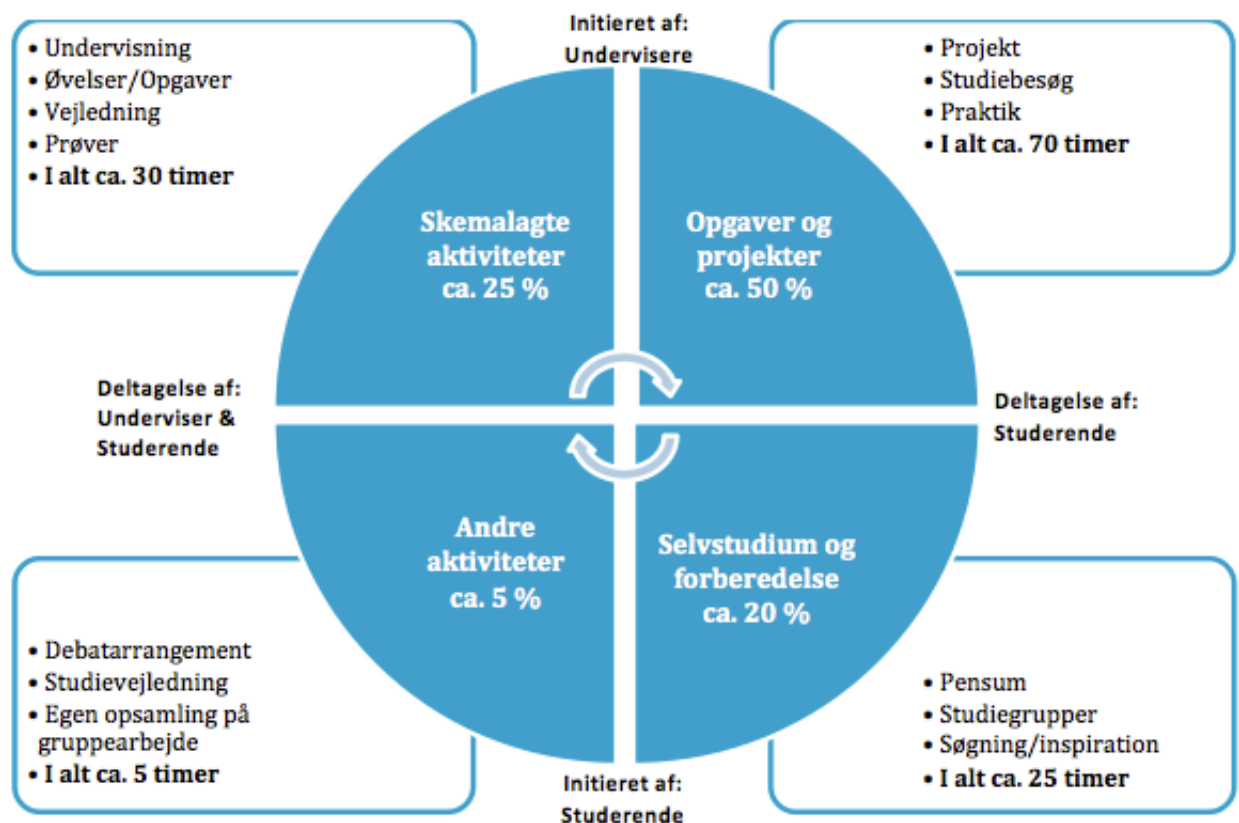 Initieret af:
Undervisere
• Undervisning
• Øvelser/Opgaver
• Vejledning
• Prøver
• I alt ca. 30 timer
• Projekt
• Studiebesøg
• Praktik
• I alt ca. 70 timer
Skemalagte
aktiviteter
ca. 25 %
Opgaver og
projekter
ca. 50 %
Deltagelse af:
Underviser &
Studerende
Deltagelse af:
Studerende
Andre
aktiviteter
ca. 5 %
Selvstudium og
forberedelse
ca. 20 %
• Debatarrangement
• Studievejledning
• Egen opsamling på
gruppearbejde
• I alt ca. 5 timer
• Pensum
• Studiegrupper
• Søgning/inspiration
• I alt ca. 25 timer
Initieret af:
Studerende